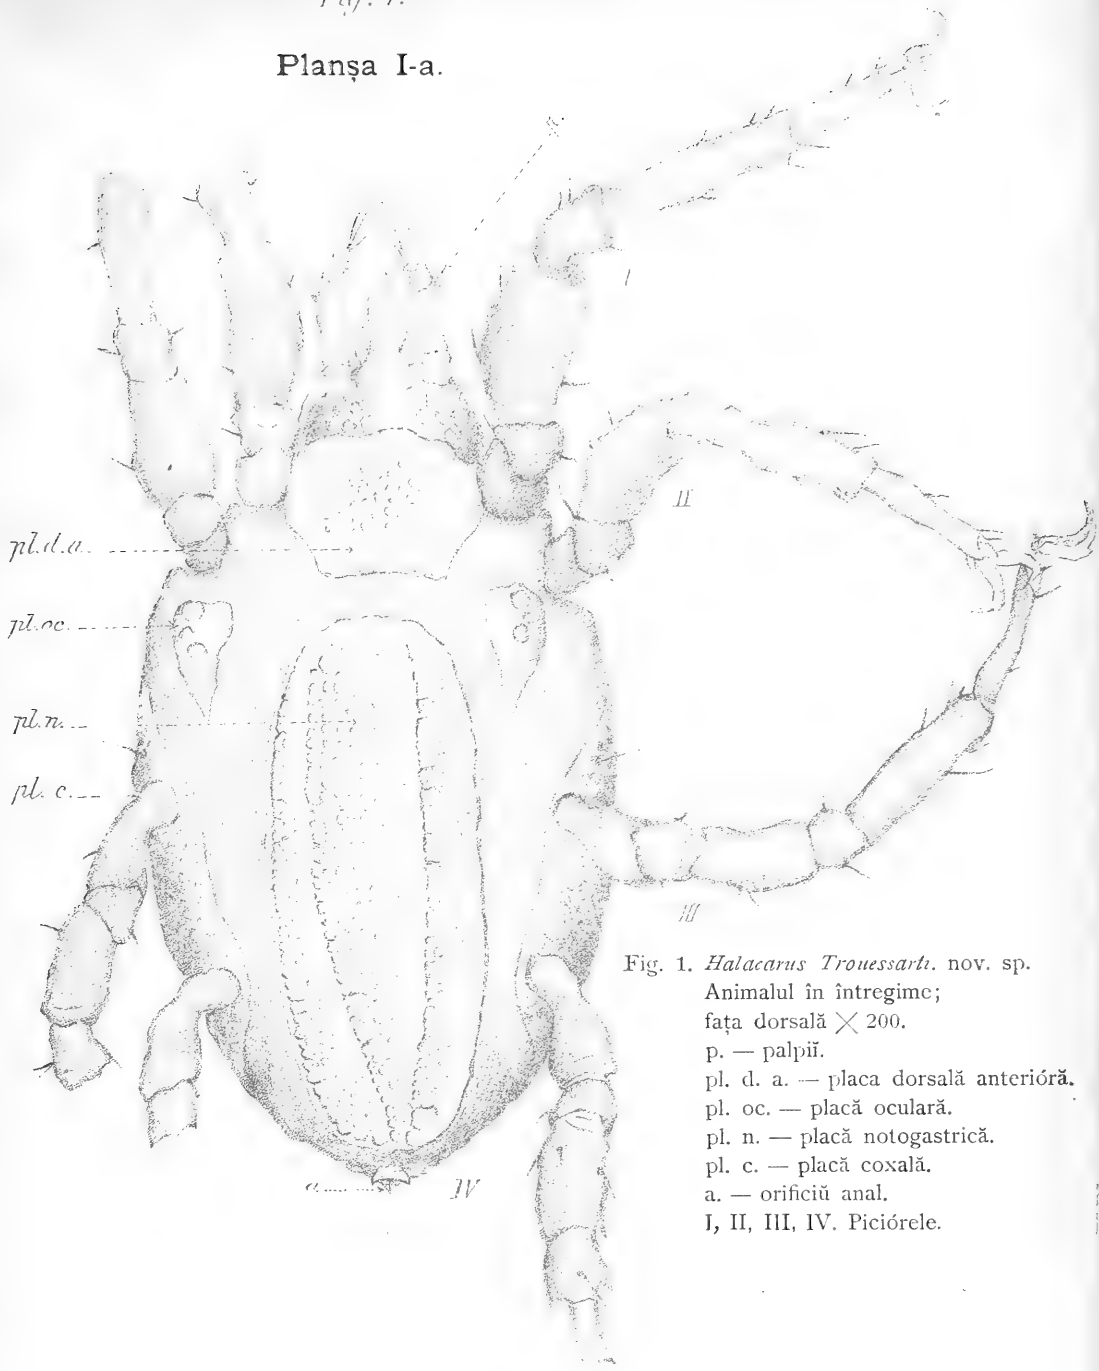 Planșa I-a.
I
II
pl.d.a.
pl.oc.
pl.n.
pl. c.
III
a.
IV
Fig. 1. Halacarus Trouessarti. nov. sp.
Animalul în întregime;
fața dorsală × 200.
p. — palpiĭ.
pl. d. a. — placa dorsală anterióră.
pl. oc. — placă oculară.
pl. n. — placă notogastrică.
pl. c. — placă coxală.
a. — orificiŭ anal.
I, II, III, IV. Piciórele.